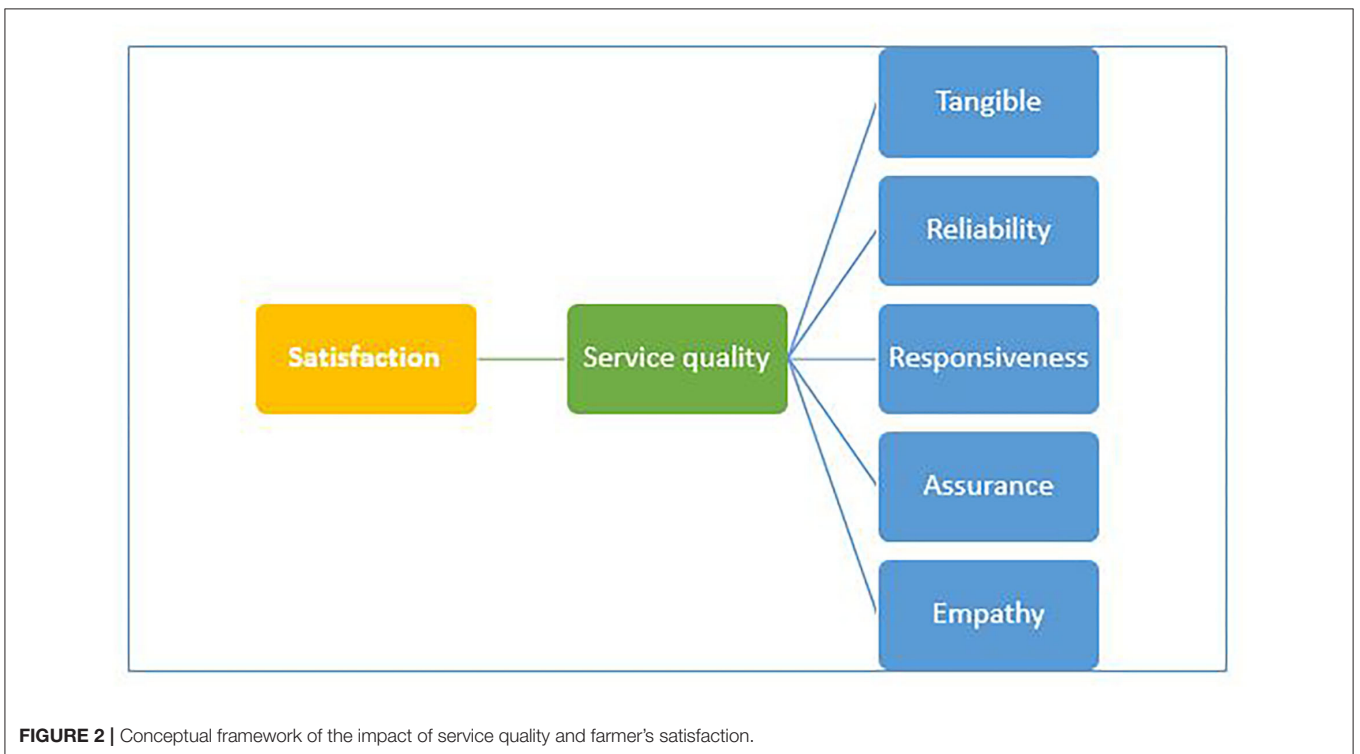 Tangible
Reliability
Satisfaction
Service quality
Responsiveness
Assurance
Empathy
FIGURE 2 | Conceptual framework of the impact of service quality and farmer’s satisfaction.